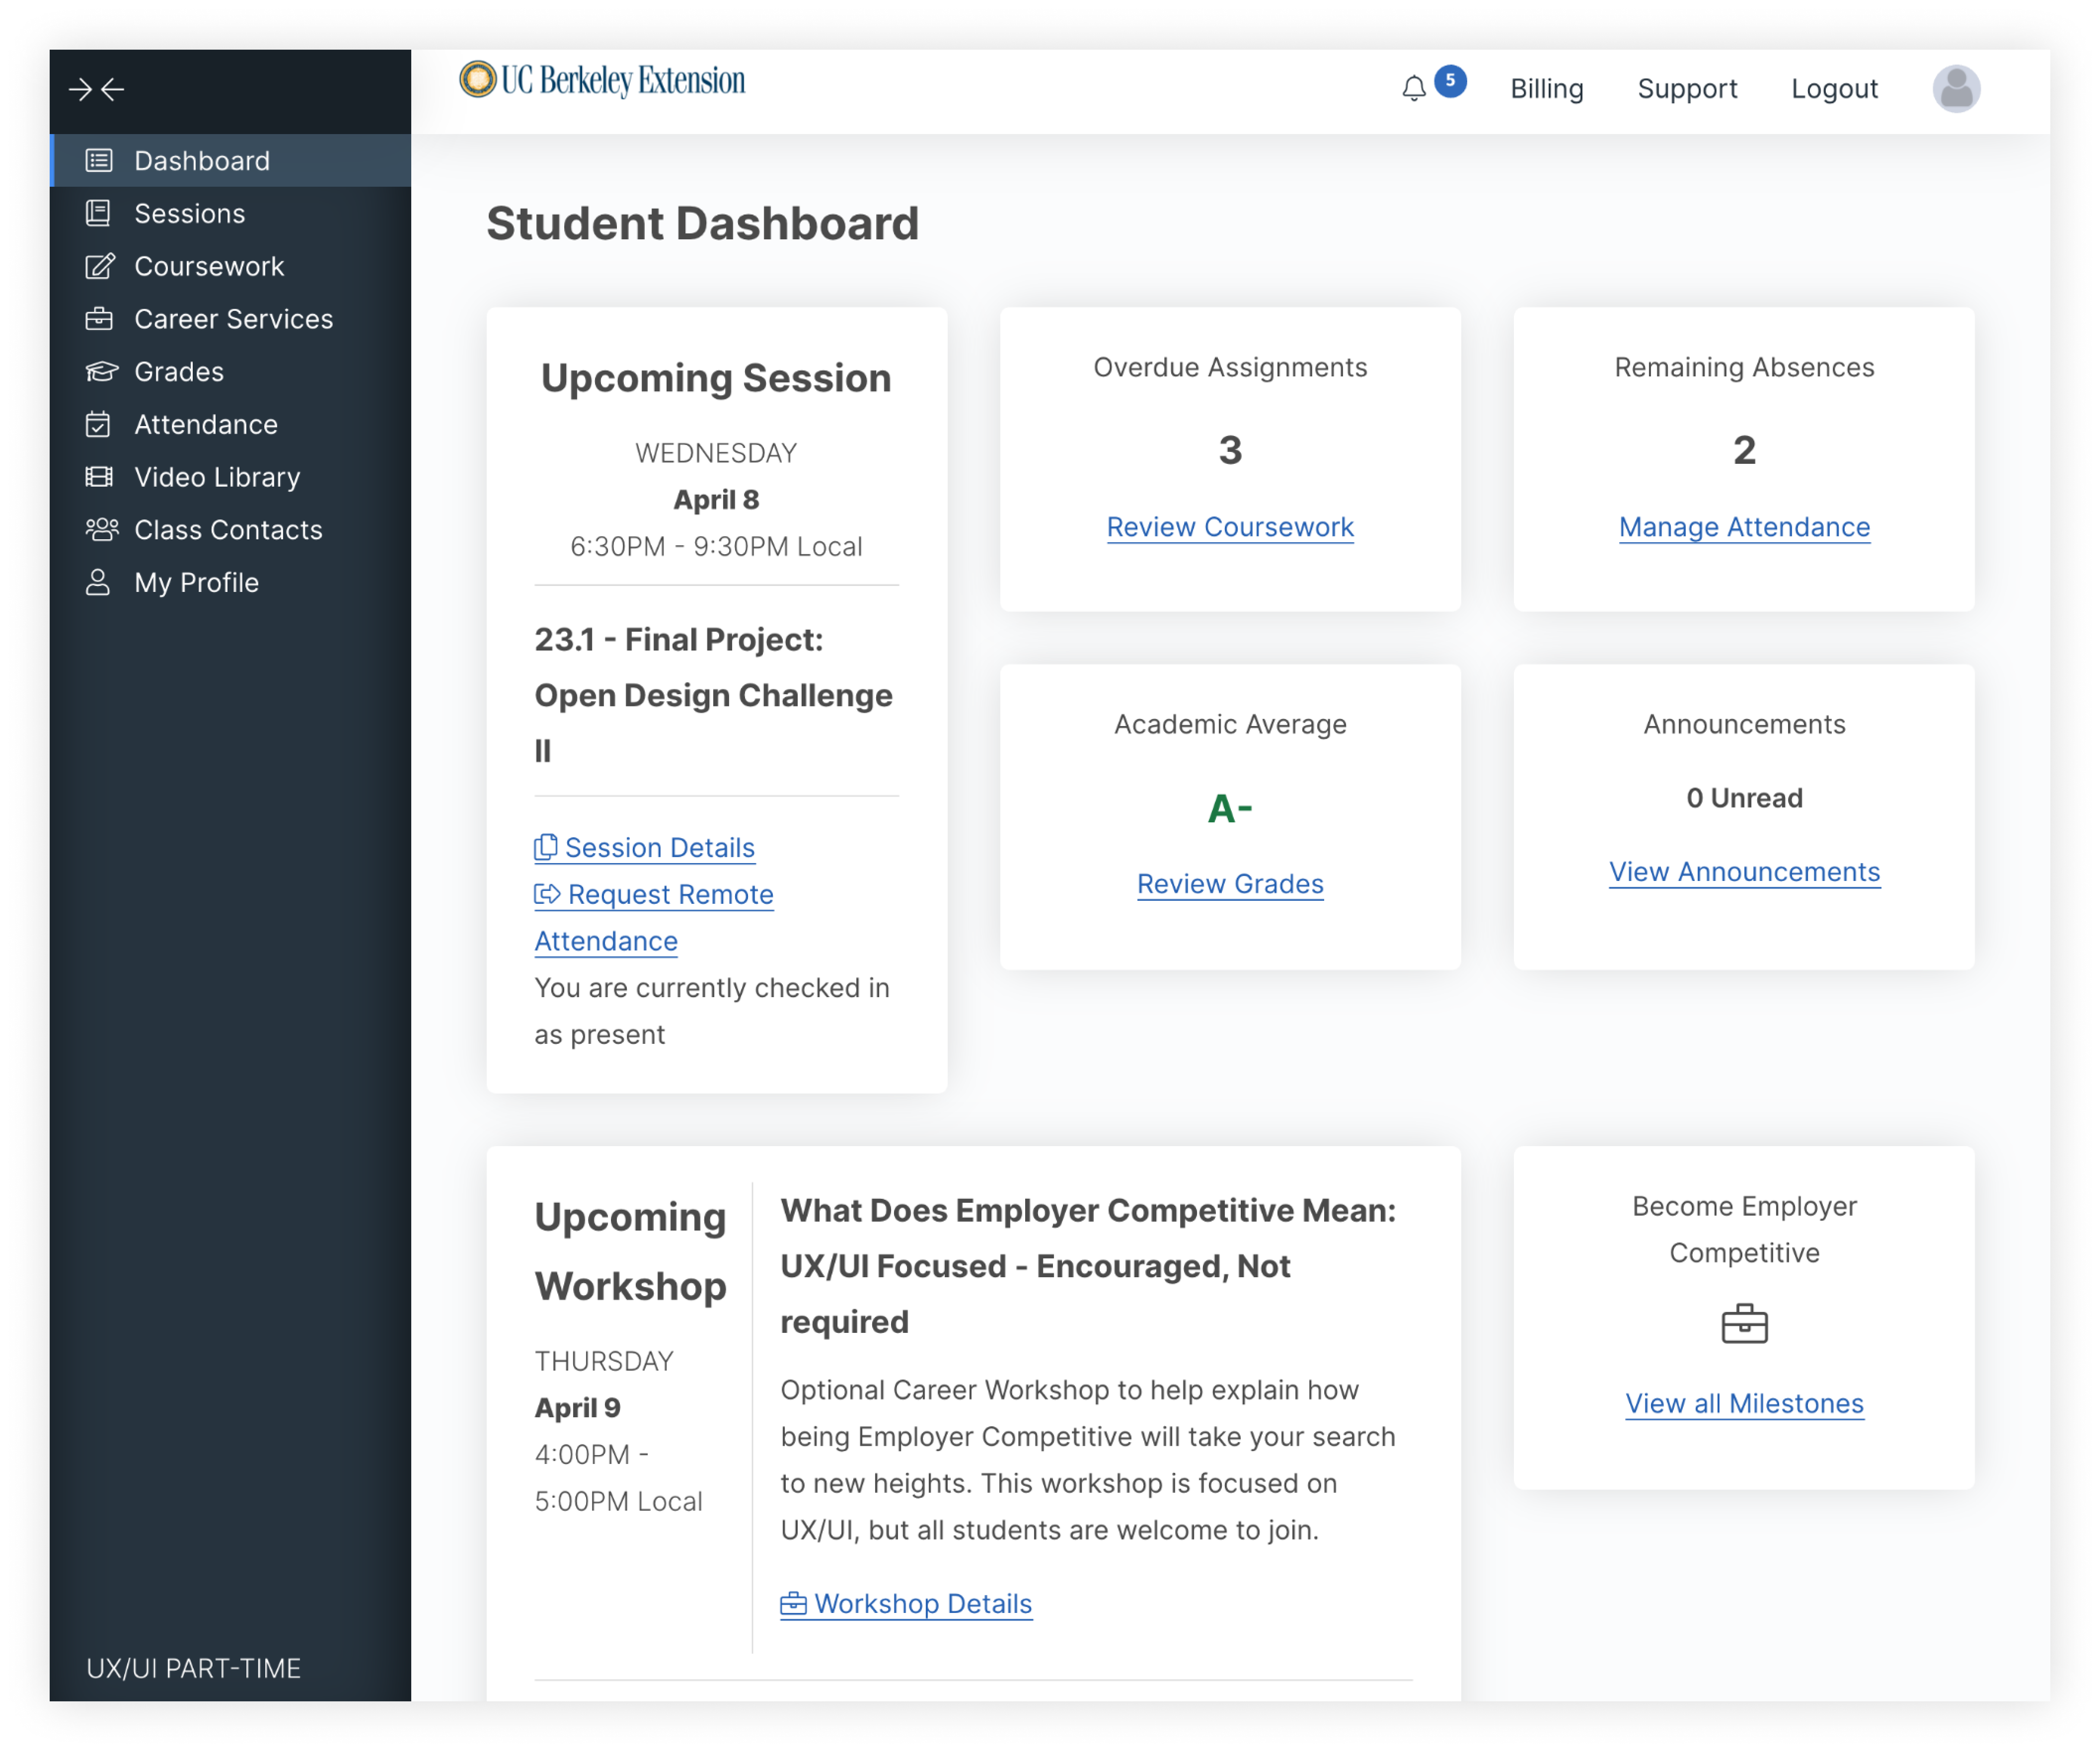 UC Berkeley Extension
5
Billing
Support
Logout
Dashboard
Sessions
Coursework
Career Services
Grades
Attendance
Video Library
Class Contacts
My Profile
UX/UI PART-TIME
Student Dashboard
Upcoming Session
WEDNESDAY
April 8
6:30PM - 9:30PM Local
23.1 - Final Project:
Open Design Challenge
II
Session Details
Request Remote
Attendance
You are currently checked in
as present
Overdue Assignments
3
Review Coursework
Remaining Absences
2
Manage Attendance
Academic Average
A-
Review Grades
Announcements
0 Unread
View Announcements
Upcoming
Workshop
THURSDAY
April 9
4:00PM -
5:00PM Local
What Does Employer Competitive Mean:
UX/UI Focused - Encouraged, Not
required
Optional Career Workshop to help explain how
being Employer Competitive will take your search
to new heights. This workshop is focused on
UX/UI, but all students are welcome to join.
Workshop Details
Become Employer
Competitive
View all Milestones